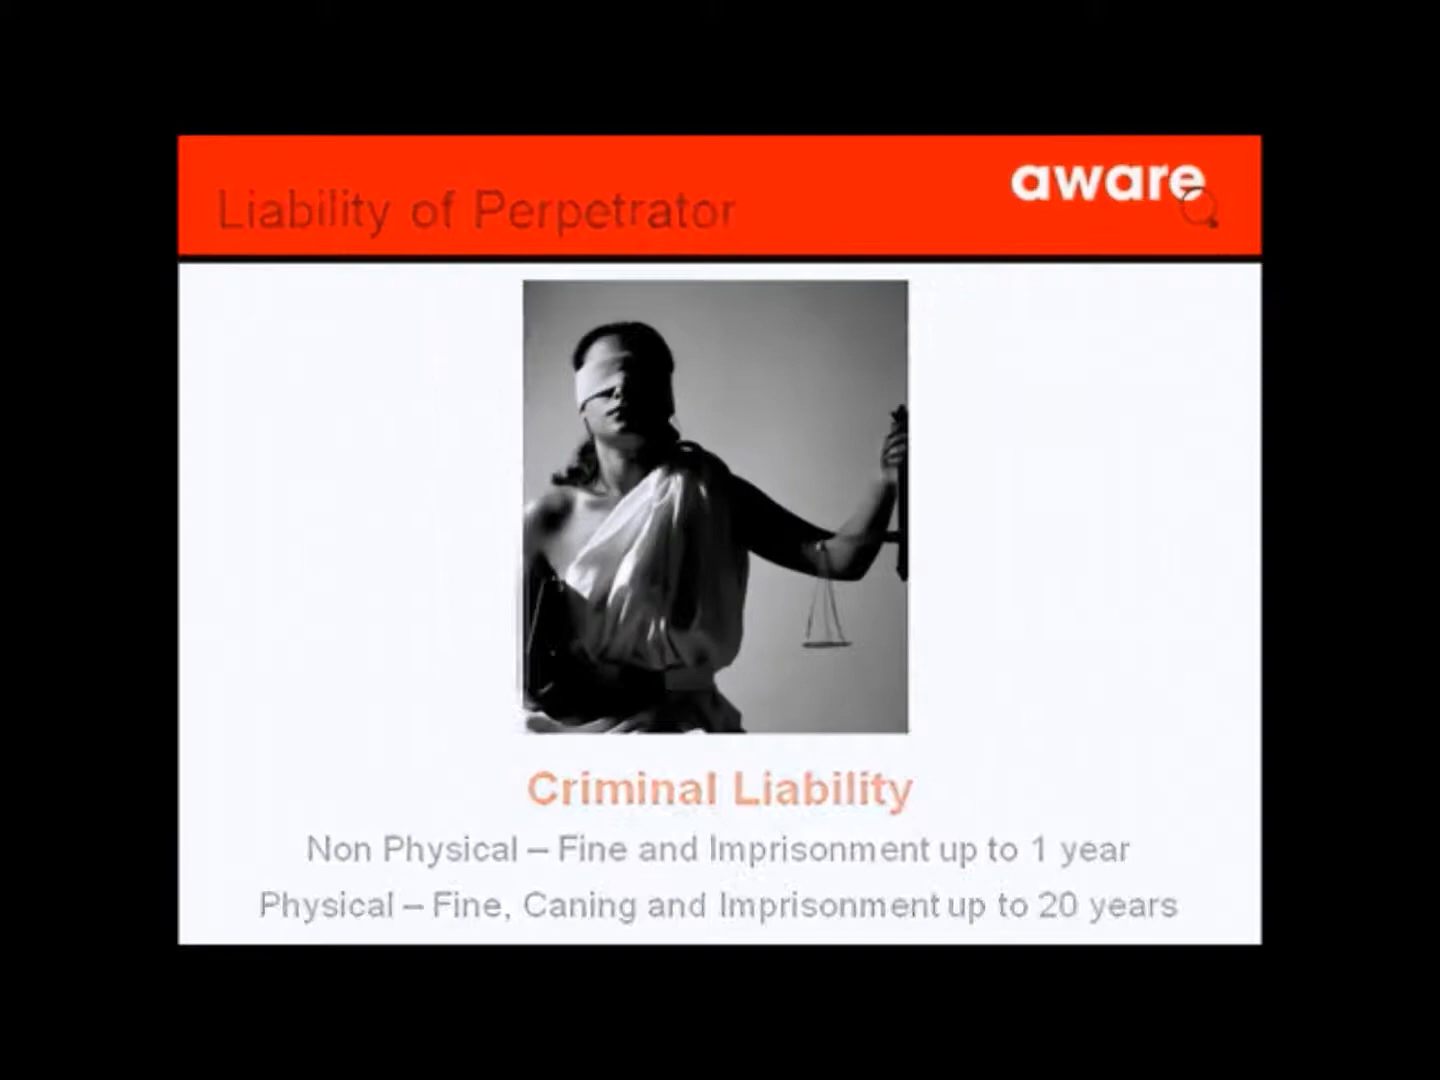 aware
Liability of Perpetrator
Criminal Liability
Non Physical – Fine and Imprisonment up to 1 year
Physical – Fine, Caning and Imprisonment up to 20 years